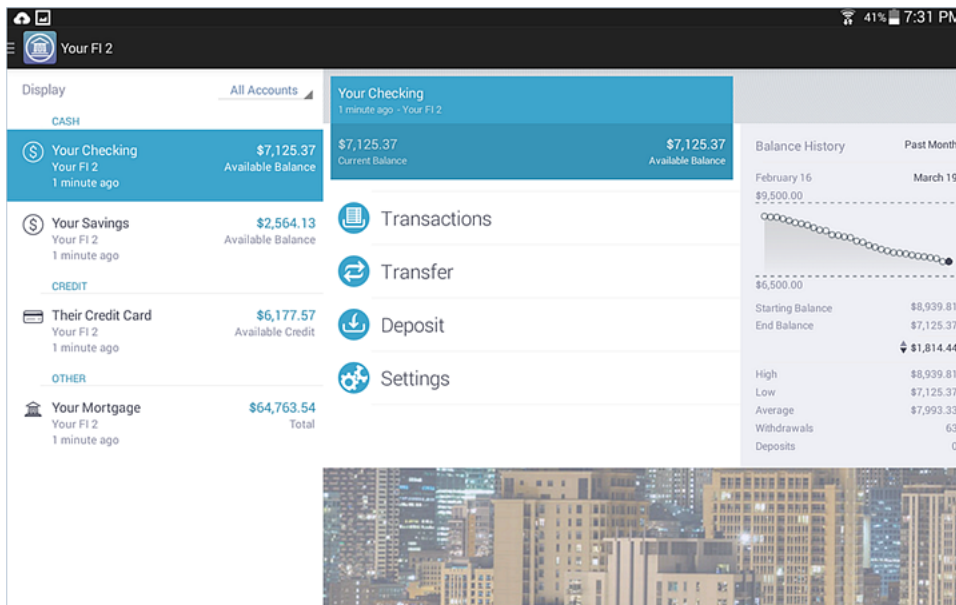 41% 7:31 PM
Your FI 2
Display
All Accounts
CASH
Your Checking $7,125.37
Your FI 2 Available Balance
1 minute ago
Your Savings $2,564.13
Your FI 2 Available Balance
1 minute ago
CREDIT
Their Credit Card $6,177.57
Your FI 2 Available Credit
1 minute ago
OTHER
Your Mortgage $64,763.54
Your FI 2 Total
1 minute ago
Your Checking
1 minute ago - Your FI 2
$7,125.37 $7,125.37
Current Balance Available Balance
Transactions
Transfer
Deposit
Settings
Balance History Past Month
February 16 March 19
$9,500.00
$6,500.00
Starting Balance $8,939.81
End Balance $7,125.37
$1,814.44
High $8,939.81
Low $7,125.37
Average $7,993.33
Withdrawals 63
Deposits 0